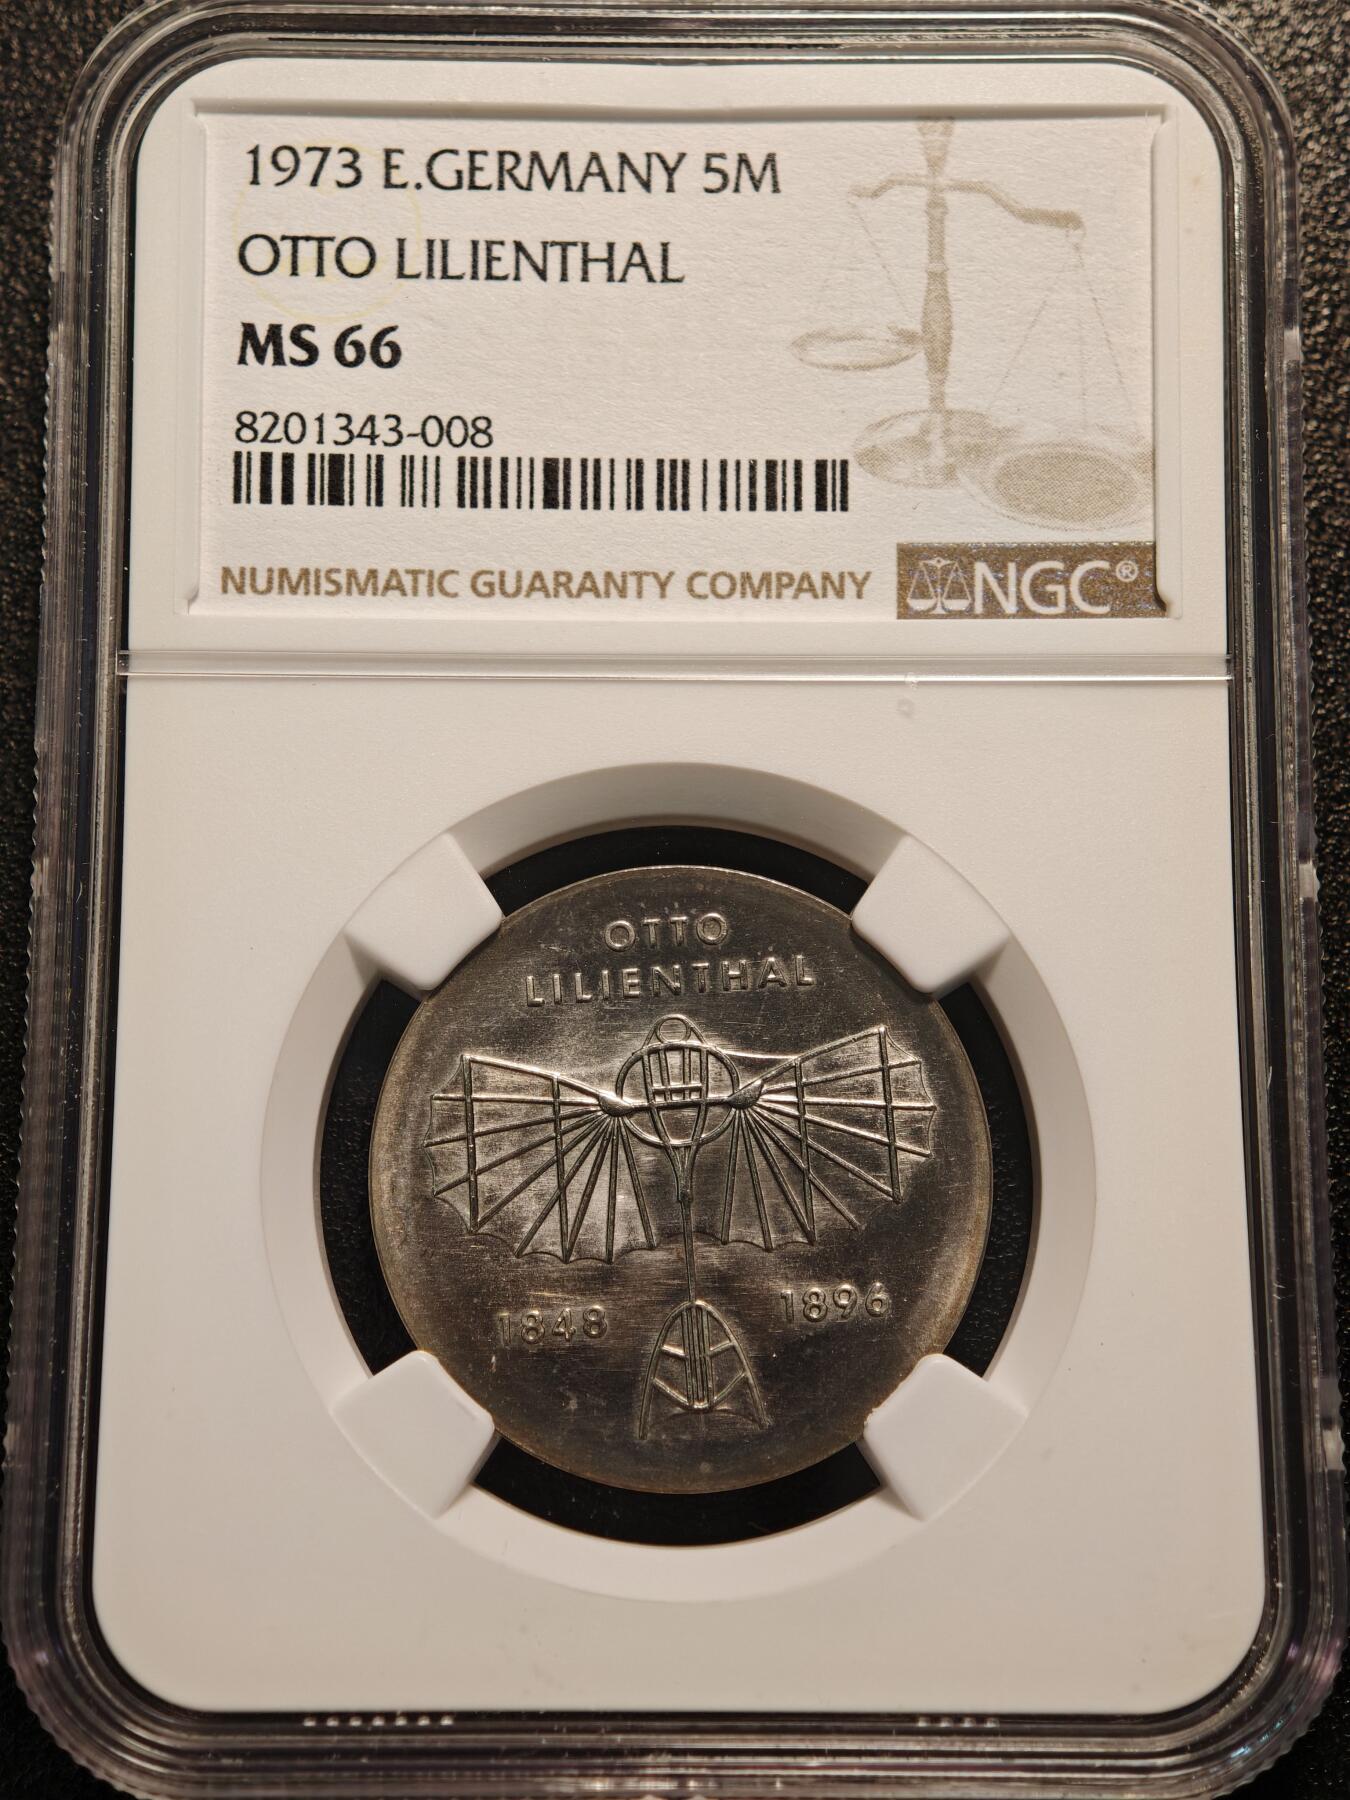 1973 E.GERMANY 5M
OTTO LILIENTHAL
MS 66
8201343-008
NUMISMATIC GUARANTY COMPANY NGC®
OTTO
LILIENTHAL
1848 1896